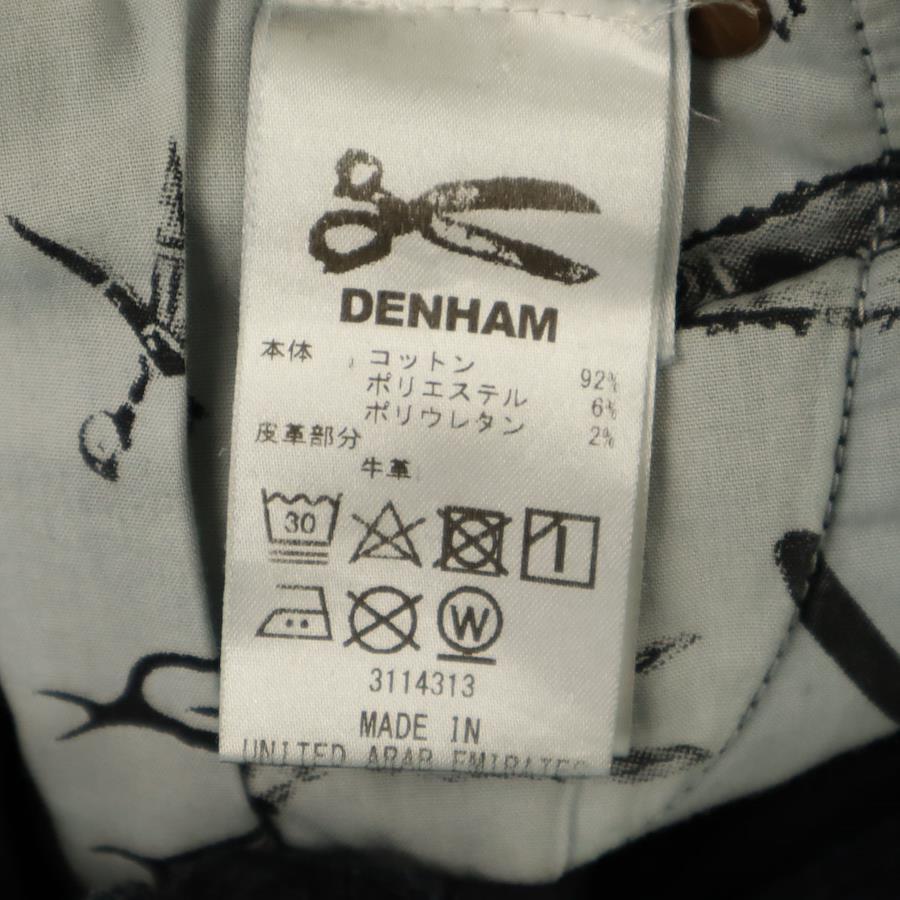 DENHAM
本体 コットン 92%
ポリエステル 6%
ポリウレタン 2%
皮革部分
牛革
30
W
3114313
MADE IN
UNITED ARAB EMIRATES